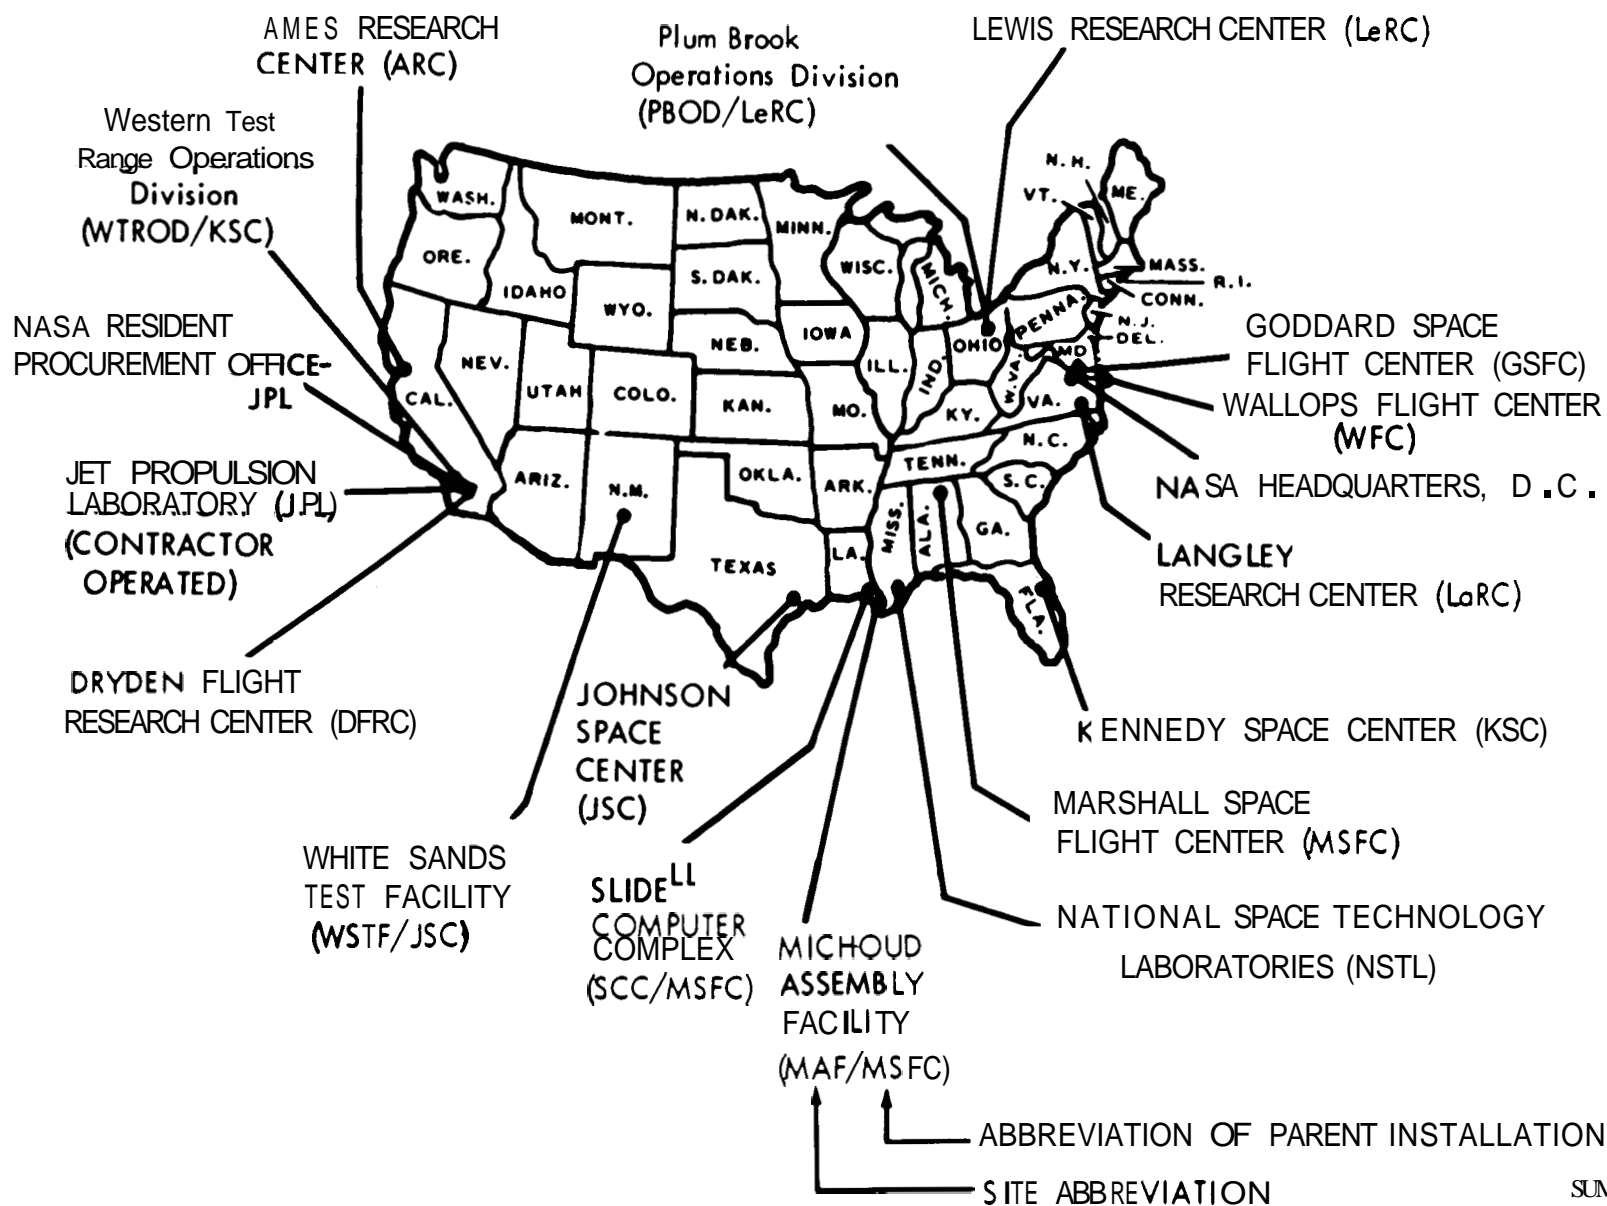 AMES RESEARCH
CENTER (ARC)
Plum Brook
Operations Division
(PBOD/LeRC)
LEWIS RESEARCH CENTER (LeRC)
Western Test
Range Operations
Division
(WTROD/KSC)
NASA RESIDENT
PROCUREMENT OFFICE-
JPL
JET PROPULSION
LABORATORY (JPL)
(CONTRACTOR
OPERATED)
DRYDEN FLIGHT
RESEARCH CENTER (DFRC)
WASH.
ORE.
CAL.
NEV.
IDAHO
MONT.
WYO.
UTAH
COLO.
ARIZ.
N.M.
N. DAK.
S. DAK.
NEB.
KAN.
OKLA.
TEXAS
MINN.
IOWA
MO.
ARK.
LA.
WISC.
ILL.
MICH.
IND.
OHIO
KY.
TENN.
MISS.
ALA.
GA.
FLA.
S.C.
N.C.
VA.
W.VA.
MD
DEL.
N.J.
PENNA.
N.Y.
CONN.
R.I.
MASS.
VT.
N.H.
ME.
GODDARD SPACE
FLIGHT CENTER (GSFC)
WALLOPS FLIGHT CENTER
(WFC)
NASA HEADQUARTERS, D.C.
LANGLEY
RESEARCH CENTER (LaRC)
KENNEDY SPACE CENTER (KSC)
MARSHALL SPACE
FLIGHT CENTER (MSFC)
NATIONAL SPACE TECHNOLOGY
LABORATORIES (NSTL)
JOHNSON
SPACE
CENTER
(JSC)
WHITE SANDS
TEST FACILITY
(WSTF/JSC)
SLIDELL
COMPUTER
COMPLEX
(SCC/MSFC)
MICHOUD
ASSEMBLY
FACILITY
(MAF/MSFC)
ABBREVIATION OF PARENT INSTALLATION
SITE ABBREVIATION